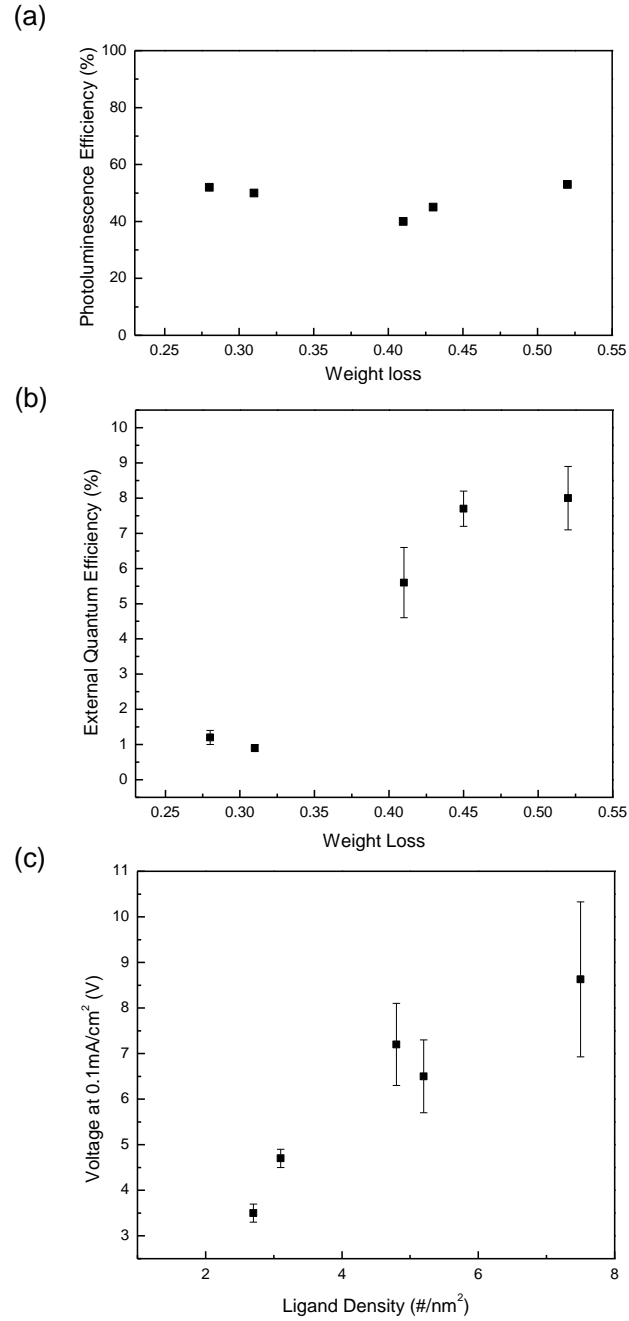 (a)
Photoluminescence Efficiency (%)
100
80
60
40
20
0
0.25 0.30 0.35 0.40 0.45 0.50 0.55
Weight loss
(b)
External Quantum Efficiency (%)
10
9
8
7
6
5
4
3
2
1
0
0.25 0.30 0.35 0.40 0.45 0.50 0.55
Weight Loss
(c)
Voltage at 0.1mA/cm² (V)
11
10
9
8
7
6
5
4
3
2 4 6 8
Ligand Density (#/nm²)